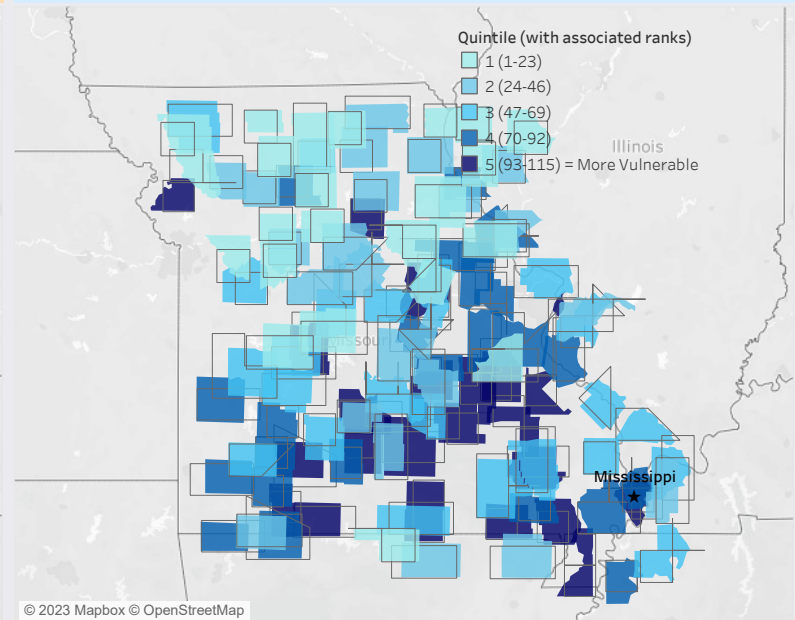 Quintile (with associated ranks)
1 (1-23)
2 (24-46)
3 (47-69)
4 (70-92)
Illinois
5 (93-115) = More Vulnerable
Missouri
Mississippi
© 2023 Mapbox © OpenStreetMap